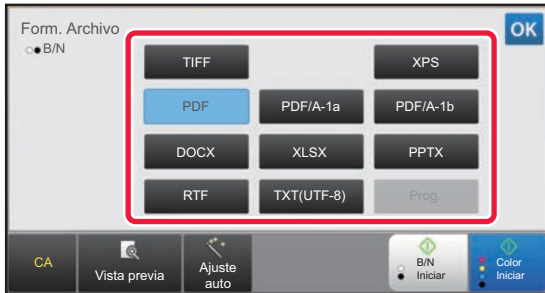 Form. Archivo
OK
B/N
TIFF
XPS
PDF
PDF/A-1a
PDF/A-1b
DOCX
XLSX
PPTX
RTF
TXT(UTF-8)
Prog.
CA
Vista previa
Ajuste
auto
B/N
Iniciar
Color
Iniciar